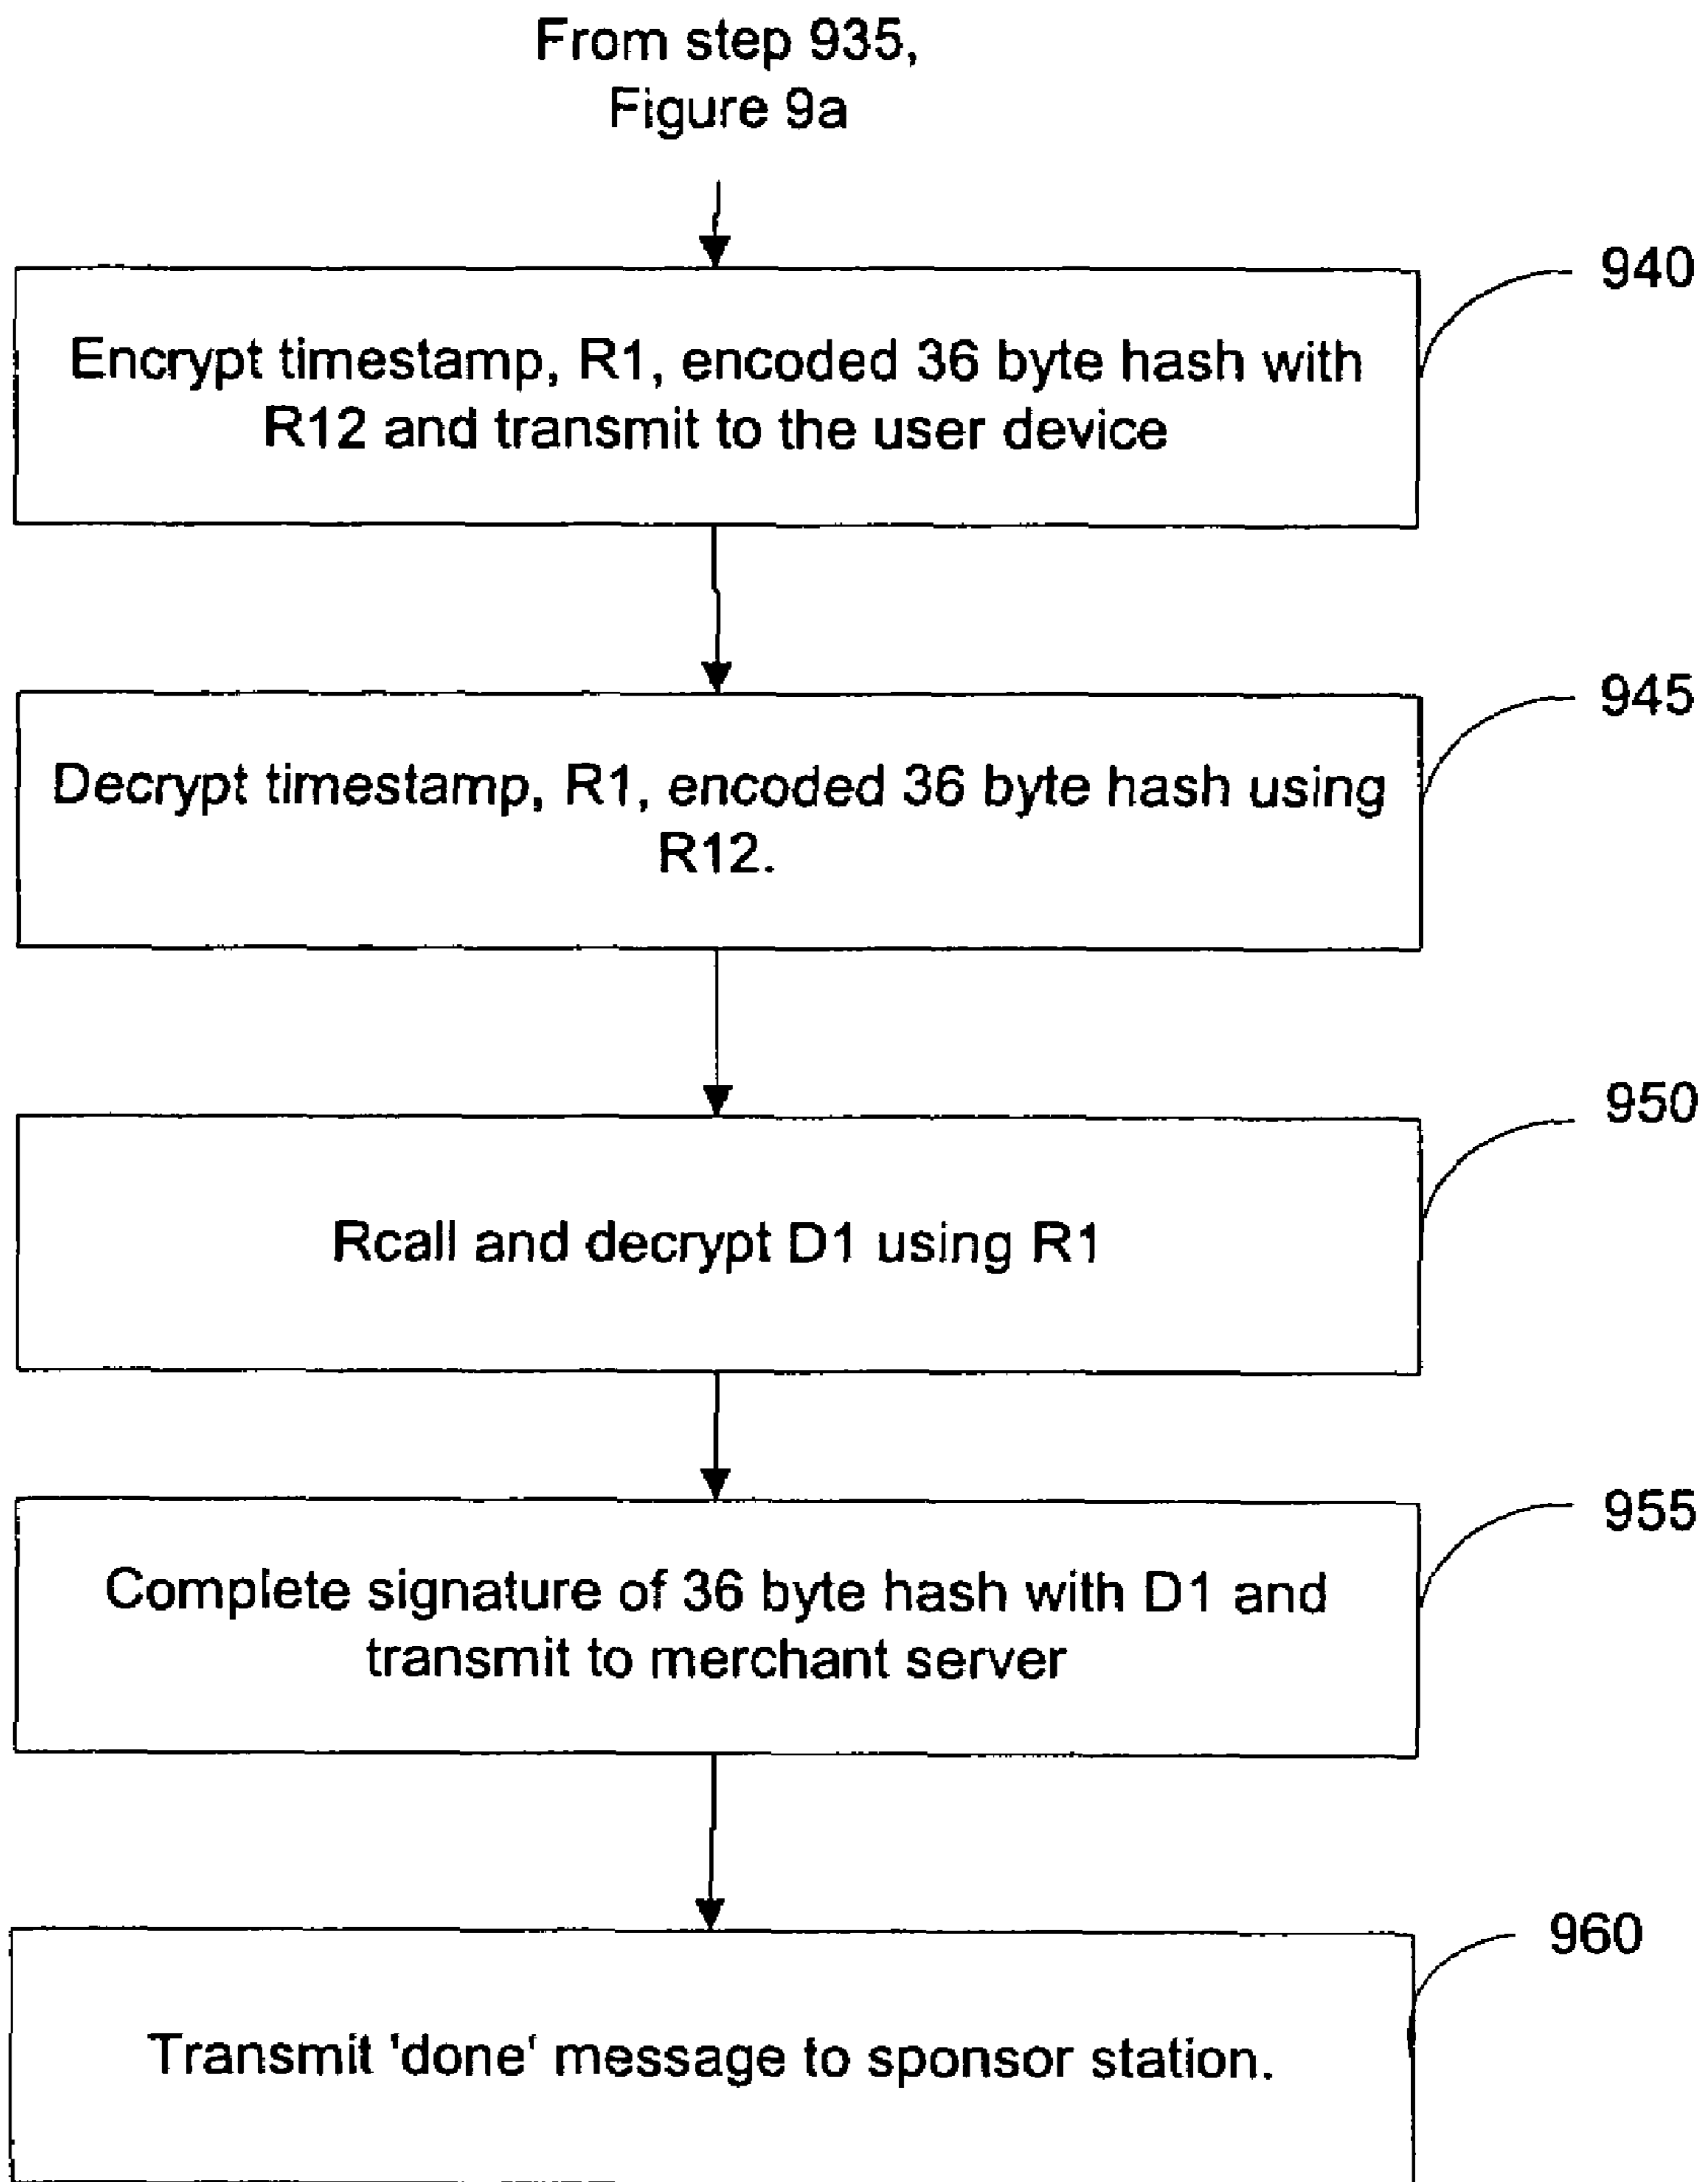 From step 935,
Figure 9a
940
Encrypt timestamp, R1, encoded 36 byte hash with
R12 and transmit to the user device
945
Decrypt timestamp, R1, encoded 36 byte hash using
R12.
950
Rcall and decrypt D1 using R1
955
Complete signature of 36 byte hash with D1 and
transmit to merchant server
960
Transmit 'done' message to sponsor station.